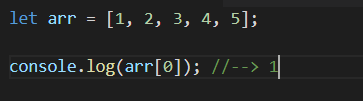 let arr = [1, 2, 3, 4, 5];
console.log(arr[0]); //--> 1